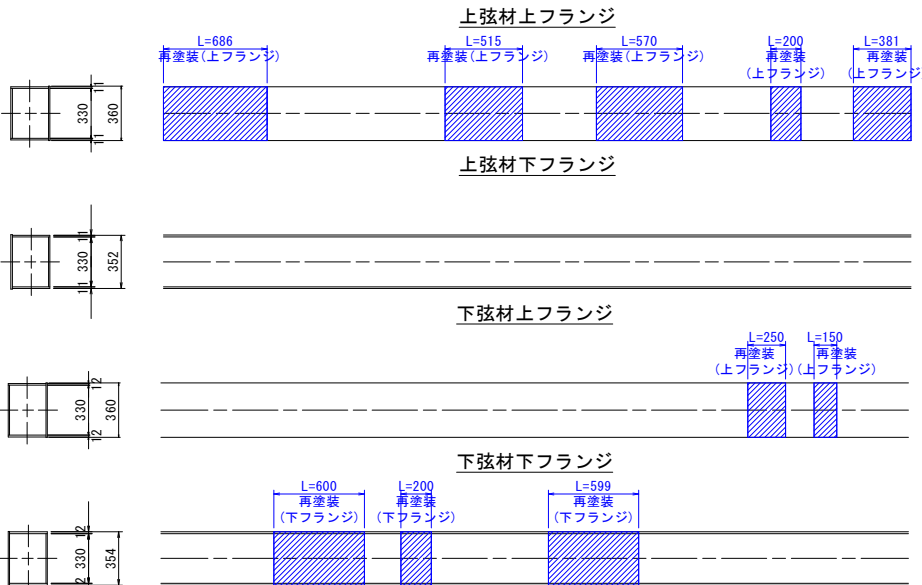 上弦材上フランジ
L=686
L=515
L=570
L=200
L=381
再塗装(上フランジ)
再塗装(上フランジ)
再塗装(上フランジ)
再塗装
(上フランジ)
再塗装
(上フランジ
11
330
360
11
上弦材下フランジ
11
330
352
11
下弦材上フランジ
L=250
L=150
再塗装
(上フランジ)
再塗装
(上フランジ)
12
330
360
12
下弦材下フランジ
L=600
L=200
L=599
再塗装
(下フランジ)
再塗装
(下フランジ)
再塗装
(下フランジ)
12
330
354
2